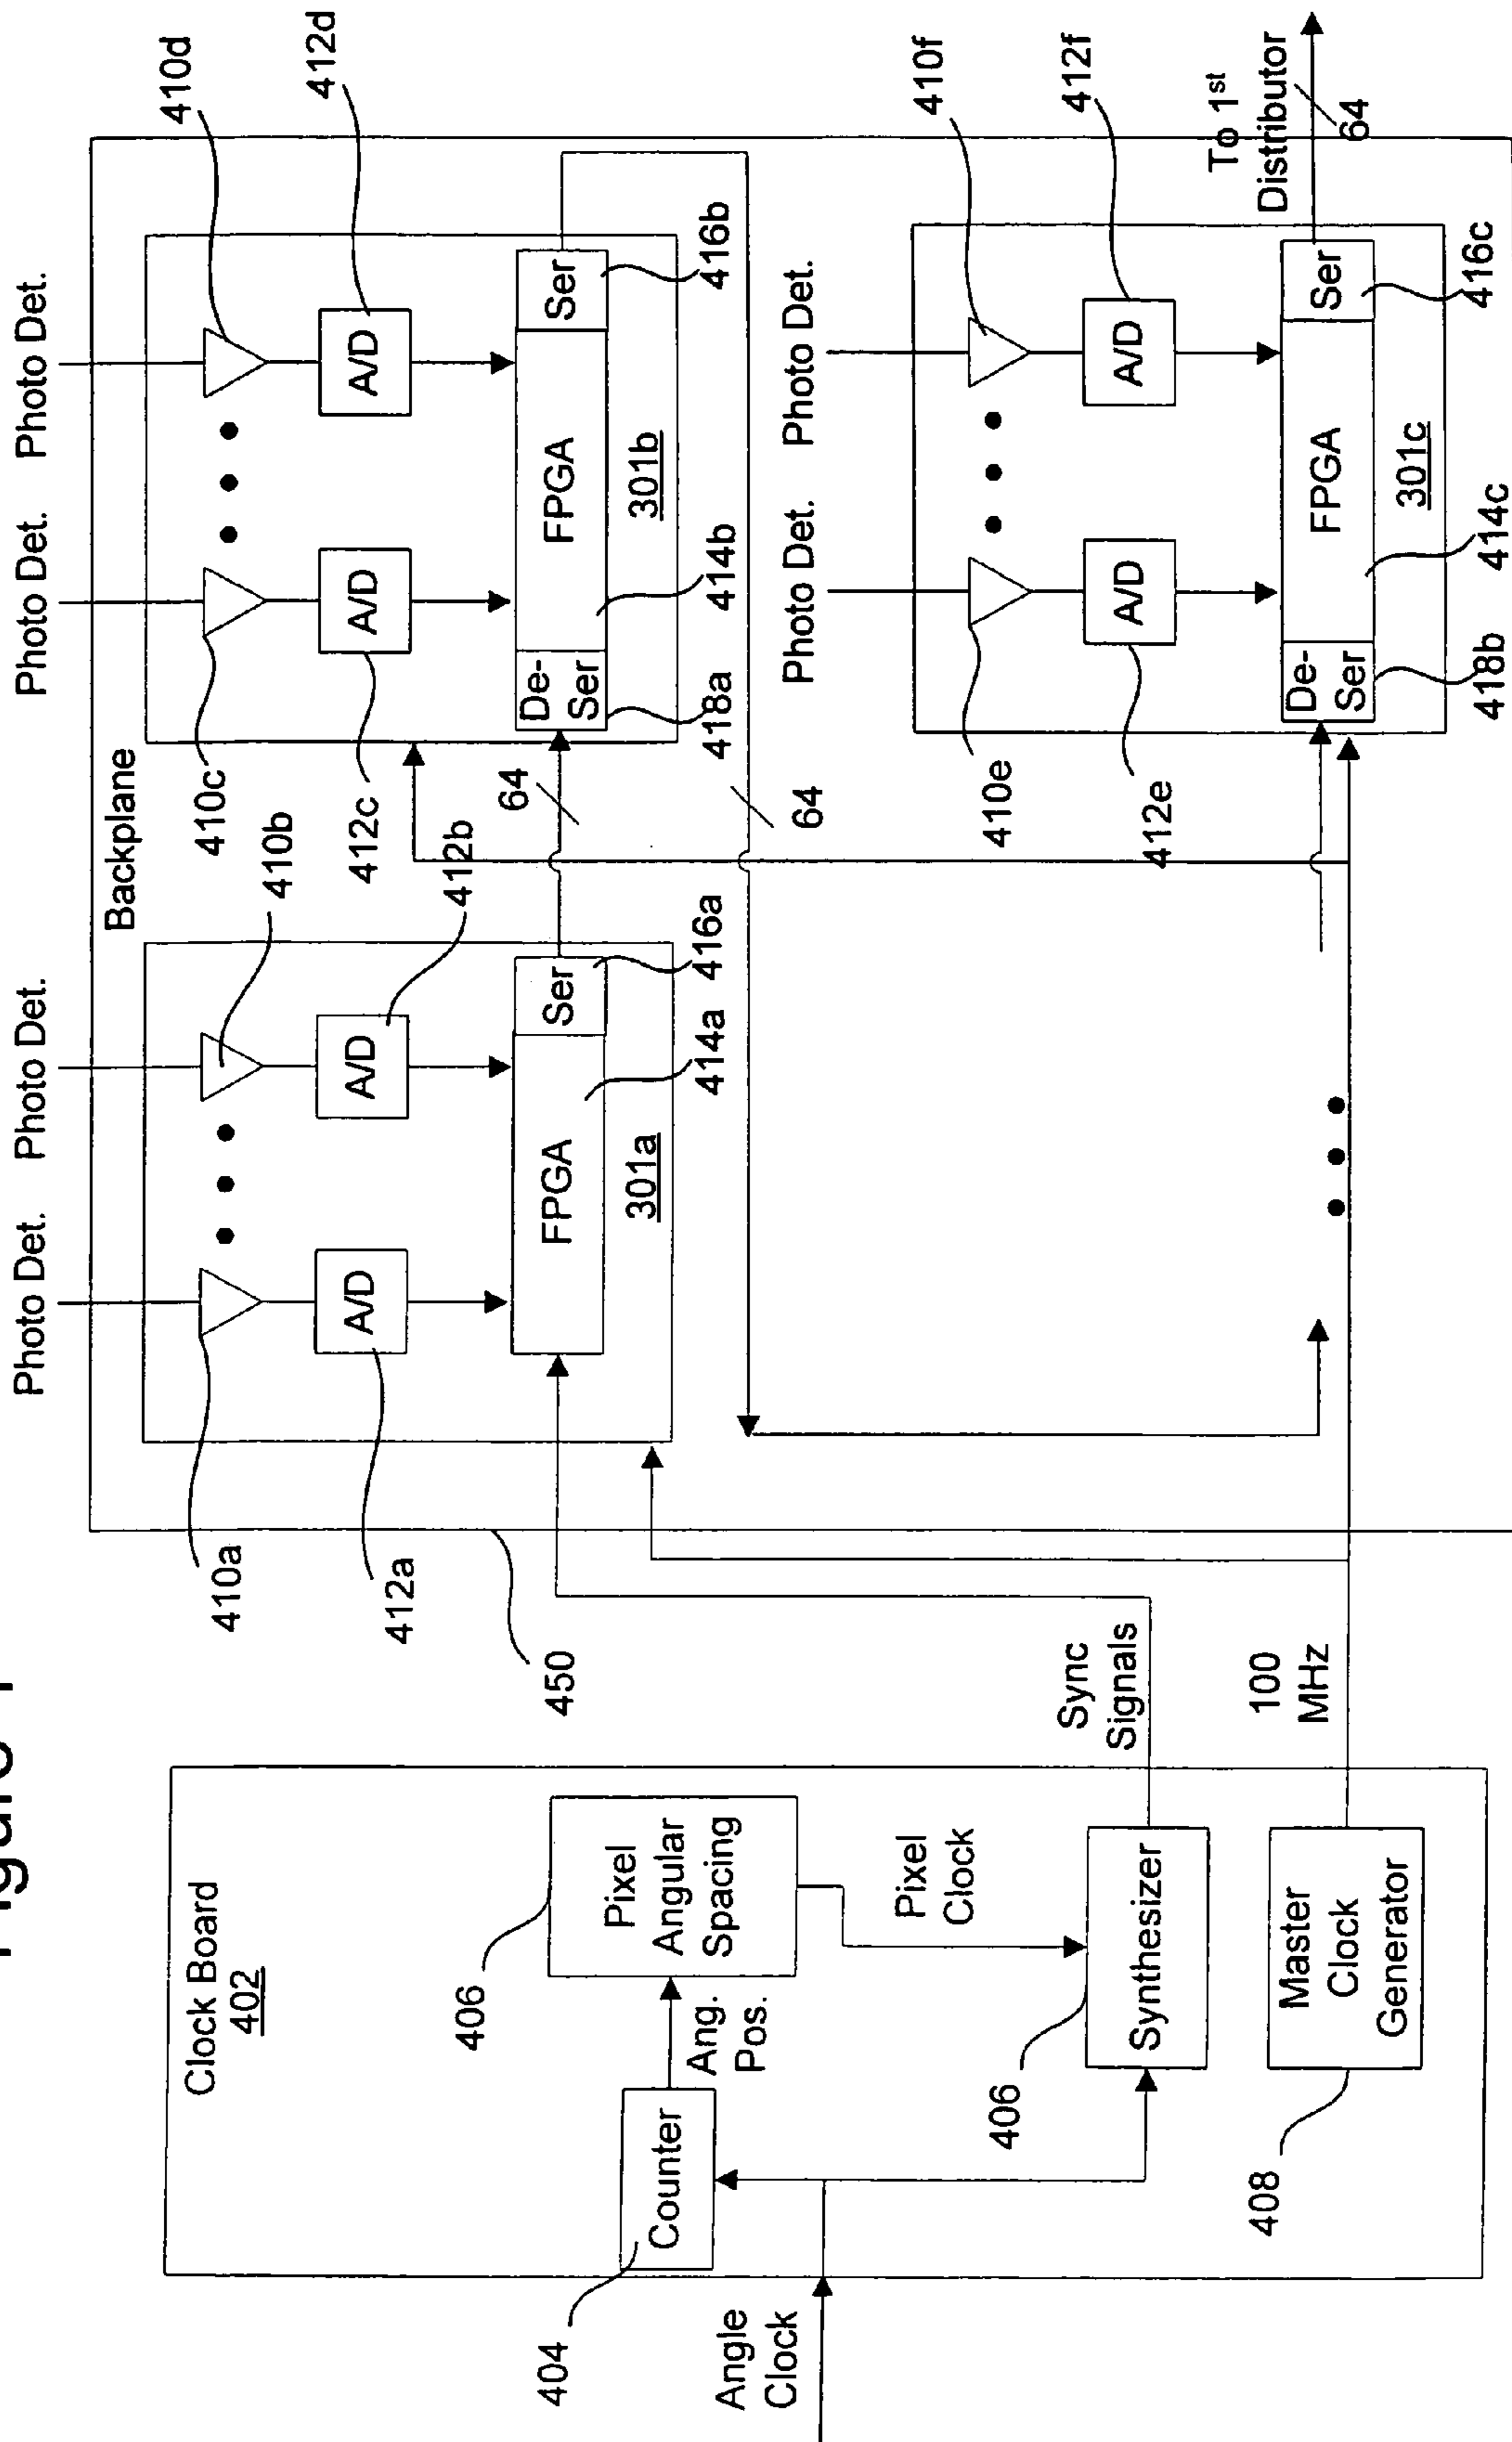 Figure 4
Clock Board
402
404
Counter
Ang.
Pos.
406
Pixel
Angular
Spacing
Pixel
Clock
406
Synthesizer
408
Master
Clock
Generator
Angle
Clock
Sync
Signals
100
MHz
450
Backplane
Photo Det.
Photo Det.
410a
410b
412a
412b
A/D
A/D
FPGA
Ser
414a
416a
301a
64
Photo Det.
Photo Det.
410c
410d
412c
412d
A/D
A/D
De-
Ser
FPGA
Ser
418a
414b
416b
301b
64
Photo Det.
Photo Det.
410e
410f
412e
412f
A/D
A/D
De-
Ser
FPGA
Ser
418b
414c
416c
301c
To 1st
Distributor
64